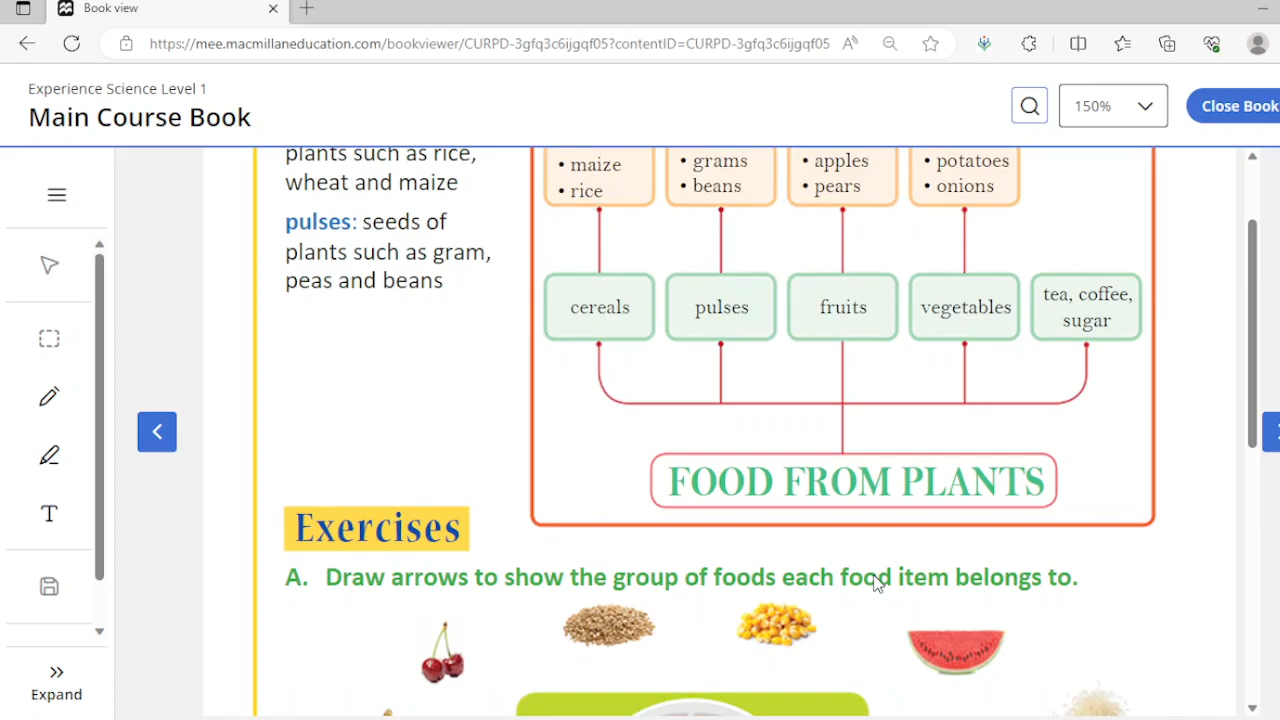 Book view
https://mee.macmillaneducation.com/bookviewer/CURPD-3gfq3c6ijgqf05?contentID=CURPD-3gfq3c6ijgqf05
Experience Science Level 1
Main Course Book
150%
Close Book
plants such as rice,
wheat and maize
pulses: seeds of
plants such as gram,
peas and beans
• maize
• rice
• grams
• beans
• apples
• pears
• potatoes
• onions
cereals
pulses
fruits
vegetables
tea, coffee,
sugar
FOOD FROM PLANTS
Exercises
A. Draw arrows to show the group of foods each food item belongs to.
T
Expand